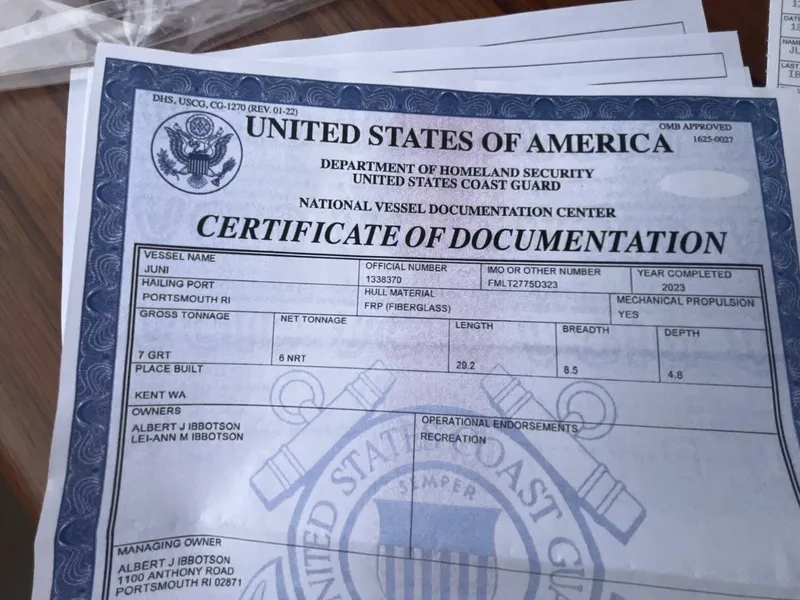 DHS, USCG, CG-1270 (REV. 01-22)
OMB APPROVED
1625-0027
UNITED STATES OF AMERICA
DEPARTMENT OF HOMELAND SECURITY
UNITED STATES COAST GUARD
NATIONAL VESSEL DOCUMENTATION CENTER
CERTIFICATE OF DOCUMENTATION
VESSEL NAME
JUNI
OFFICIAL NUMBER
1338370
IMO OR OTHER NUMBER
FMLT2775D323
YEAR COMPLETED
2023
HAILING PORT
PORTSMOUTH RI
HULL MATERIAL
FRP (FIBERGLASS)
MECHANICAL PROPULSION
YES
GROSS TONNAGE
7 GRT
NET TONNAGE
6 NRT
LENGTH
29.2
BREADTH
8.5
DEPTH
4.8
PLACE BUILT
KENT WA
OWNERS
ALBERT J IBBOTSON
LEI-ANN M IBBOTSON
OPERATIONAL ENDORSEMENTS
RECREATION
UNITED STATES COAST GUA
SEMPER
MANAGING OWNER
ALBERT J IBBOTSON
1100 ANTHONY ROAD
PORTSMOUTH RI 02871